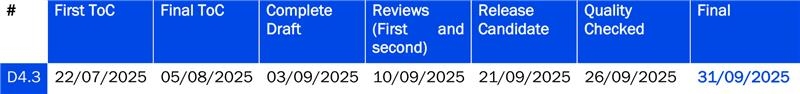 # First ToC Final ToC Complete Draft Reviews (First and second) Release Candidate Quality Checked Final
D4.3 22/07/2025 05/08/2025 03/09/2025 10/09/2025 21/09/2025 26/09/2025 31/09/2025